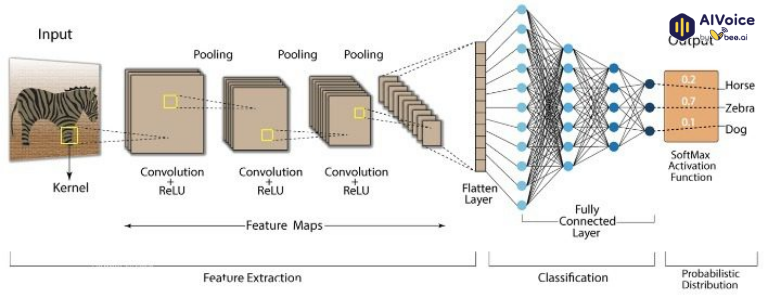 AIVoice
by bee.ai
Input
Output
Pooling
Pooling
Pooling
0.2
Horse
0.7
Zebra
0.1
Dog
Kernel
Convolution
+
ReLU
Convolution
+
ReLU
Convolution
+
ReLU
Flatten
Layer
SoftMax
Activation
Function
Fully
Connected
Layer
Feature Maps
Feature Extraction
Classification
Probabilistic
Distribution